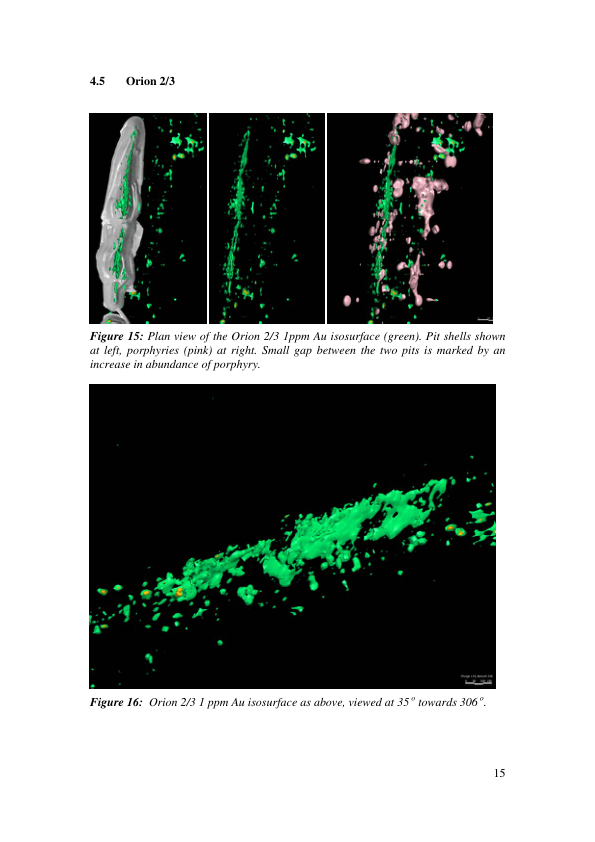 4.5 Orion 2/3
Figure 15: Plan view of the Orion 2/3 1ppm Au isosurface (green). Pit shells shown
at left, porphyries (pink) at right. Small gap between the two pits is marked by an
increase in abundance of porphyry.
Figure 16: Orion 2/3 1 ppm Au isosurface as above, viewed at 35° towards 306°.
15